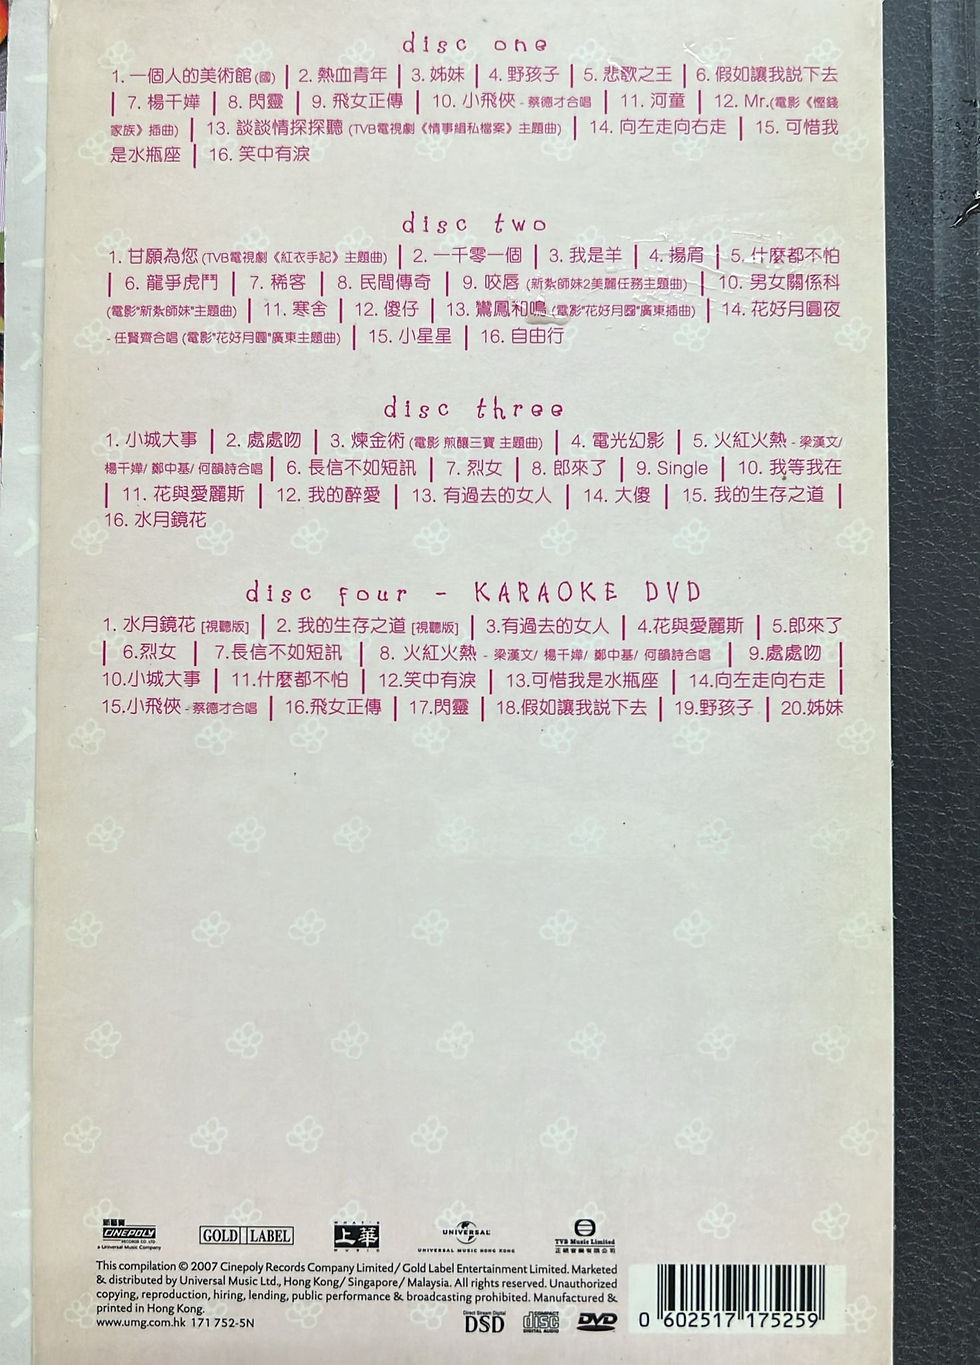 disc one
1. 一個人的美術館 (國) | 2. 熱血青年 | 3. 姊妹 | 4. 野孩子 | 5. 悲歌之王 | 6. 假如讓我說下去
| 7. 楊千嬅 | 8. 閃靈 | 9. 飛女正傳 | 10. 小飛俠 - 蔡德才合唱 | 11. 河童 | 12. Mr.(電影《慳錢
家族》插曲) | 13. 談談情探探聽 (TVB電視劇《情事緝私檔案》主題曲) | 14. 向左走向右走 | 15. 可惜我
是水瓶座 | 16. 笑中有淚
disc two
1. 甘願為您 (TVB電視劇《紅衣手記》主題曲) | 2. 一千零一個 | 3. 我是羊 | 4. 揚眉 | 5. 什麼都不怕
| 6. 龍爭虎鬥 | 7. 稀客 | 8. 民間傳奇 | 9. 咬唇 (新紮師妹2美麗任務主題曲) | 10. 男女關係科
(電影"新紮師妹"主題曲) | 11. 寒舍 | 12. 傻仔 | 13. 鸞鳳和鳴 (電影"花好月圓"廣東插曲) | 14. 花好月圓夜
- 任賢齊合唱 (電影"花好月圓"廣東主題曲) | 15. 小星星 | 16. 自由行
disc three
1. 小城大事 | 2. 處處吻 | 3. 煉金術 (電影 煎釀三寶 主題曲) | 4. 電光幻影 | 5. 火紅火熱 - 梁漢文/
楊千嬅/ 鄭中基/ 何韻詩合唱 | 6. 長信不如短訊 | 7. 烈女 | 8. 郎來了 | 9. Single | 10. 我等我在
| 11. 花與愛麗斯 | 12. 我的醉愛 | 13. 有過去的女人 | 14. 大傻 | 15. 我的生存之道 |
16. 水月鏡花
disc four - KARAOKE DVD
1. 水月鏡花 [視聽版] | 2. 我的生存之道 [視聽版] | 3.有過去的女人 | 4.花與愛麗斯 | 5.郎來了
| 6.烈女 | 7.長信不如短訊 | 8. 火紅火熱 - 梁漢文/ 楊千嬅/ 鄭中基/ 何韻詩合唱 | 9.處處吻 |
10.小城大事 | 11.什麼都不怕 | 12.笑中有淚 | 13.可惜我是水瓶座 | 14.向左走向右走 |
15.小飛俠 - 蔡德才合唱 | 16.飛女正傳 | 17.閃靈 | 18.假如讓我說下去 | 19.野孩子 | 20.姊妹
新藝寶
CINEPOLY
RECORDS CO. LTD
a Universal Music Company
GOLD LABEL
WHAT'S
上華
MUSIC
UNIVERSAL
UNIVERSAL MUSIC HONG KONG
TVB Music Limited
正視音樂有限公司
This compilation © 2007 Cinepoly Records Company Limited/ Gold Label Entertainment Limited. Marketed
& distributed by Universal Music Ltd., Hong Kong/ Singapore/ Malaysia. All rights reserved. Unauthorized
copying, reproduction, hiring, lending, public performance & broadcasting prohibited. Manufactured &
printed in Hong Kong.
www.umg.com.hk 171 752-5N
Direct Stream Digital
DSD
COMPACT
disc
DIGITAL AUDIO
DVD
0 602517 175259